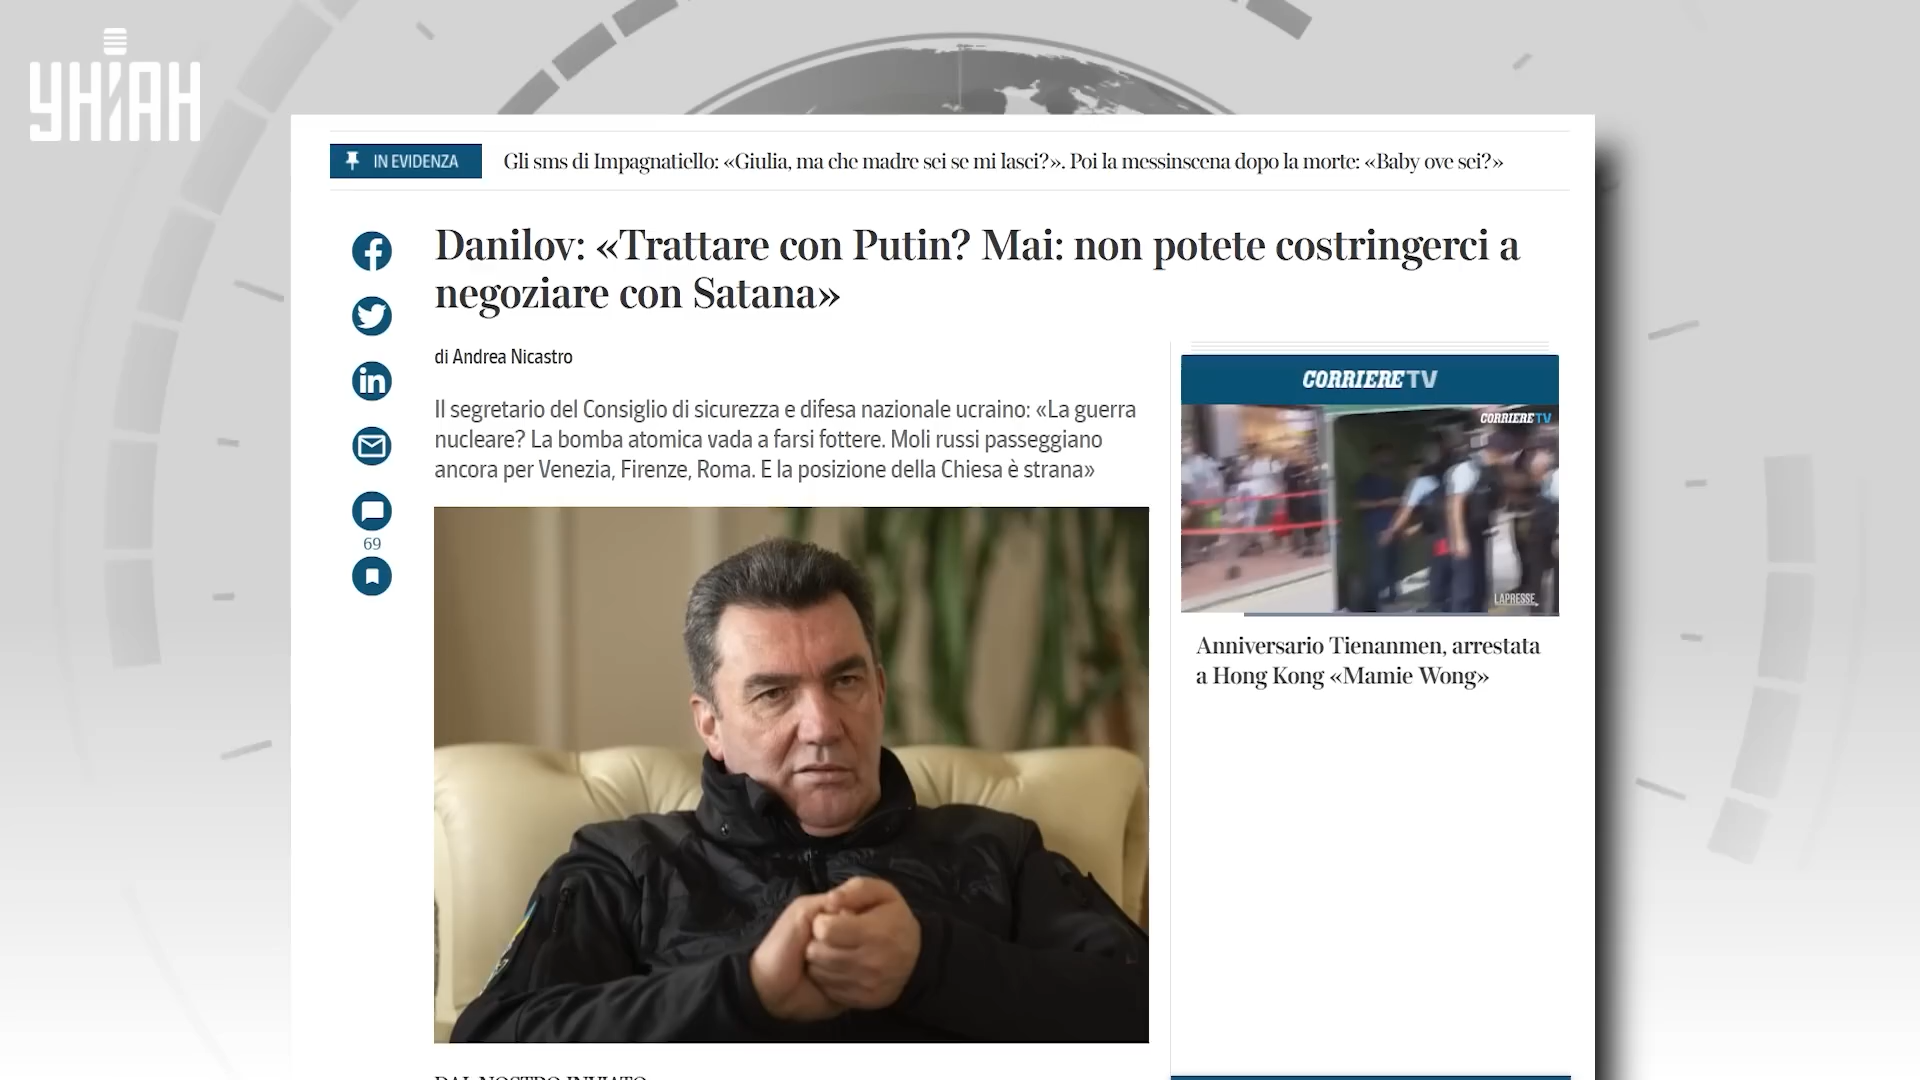 УНІАН
IN EVIDENZA
Gli sms di Impagnatiello: «Giulia, ma che madre sei se mi lasci?». Poi la messinscena dopo la morte: «Baby ove sei?»
Danilov: «Trattare con Putin? Mai: non potete costringerci a
negoziare con Satana»
di Andrea Nicastro
Il segretario del Consiglio di sicurezza e difesa nazionale ucraino: «La guerra
nucleare? La bomba atomica vada a farsi fottere. Moli russi passeggiano
ancora per Venezia, Firenze, Roma. E la posizione della Chiesa è strana»
69
CORRIERE TV
CORRIERE TV
LAPRESSE
Anniversario Tienanmen, arrestata
a Hong Kong «Mamie Wong»
DAL NOSTRO INVIATO